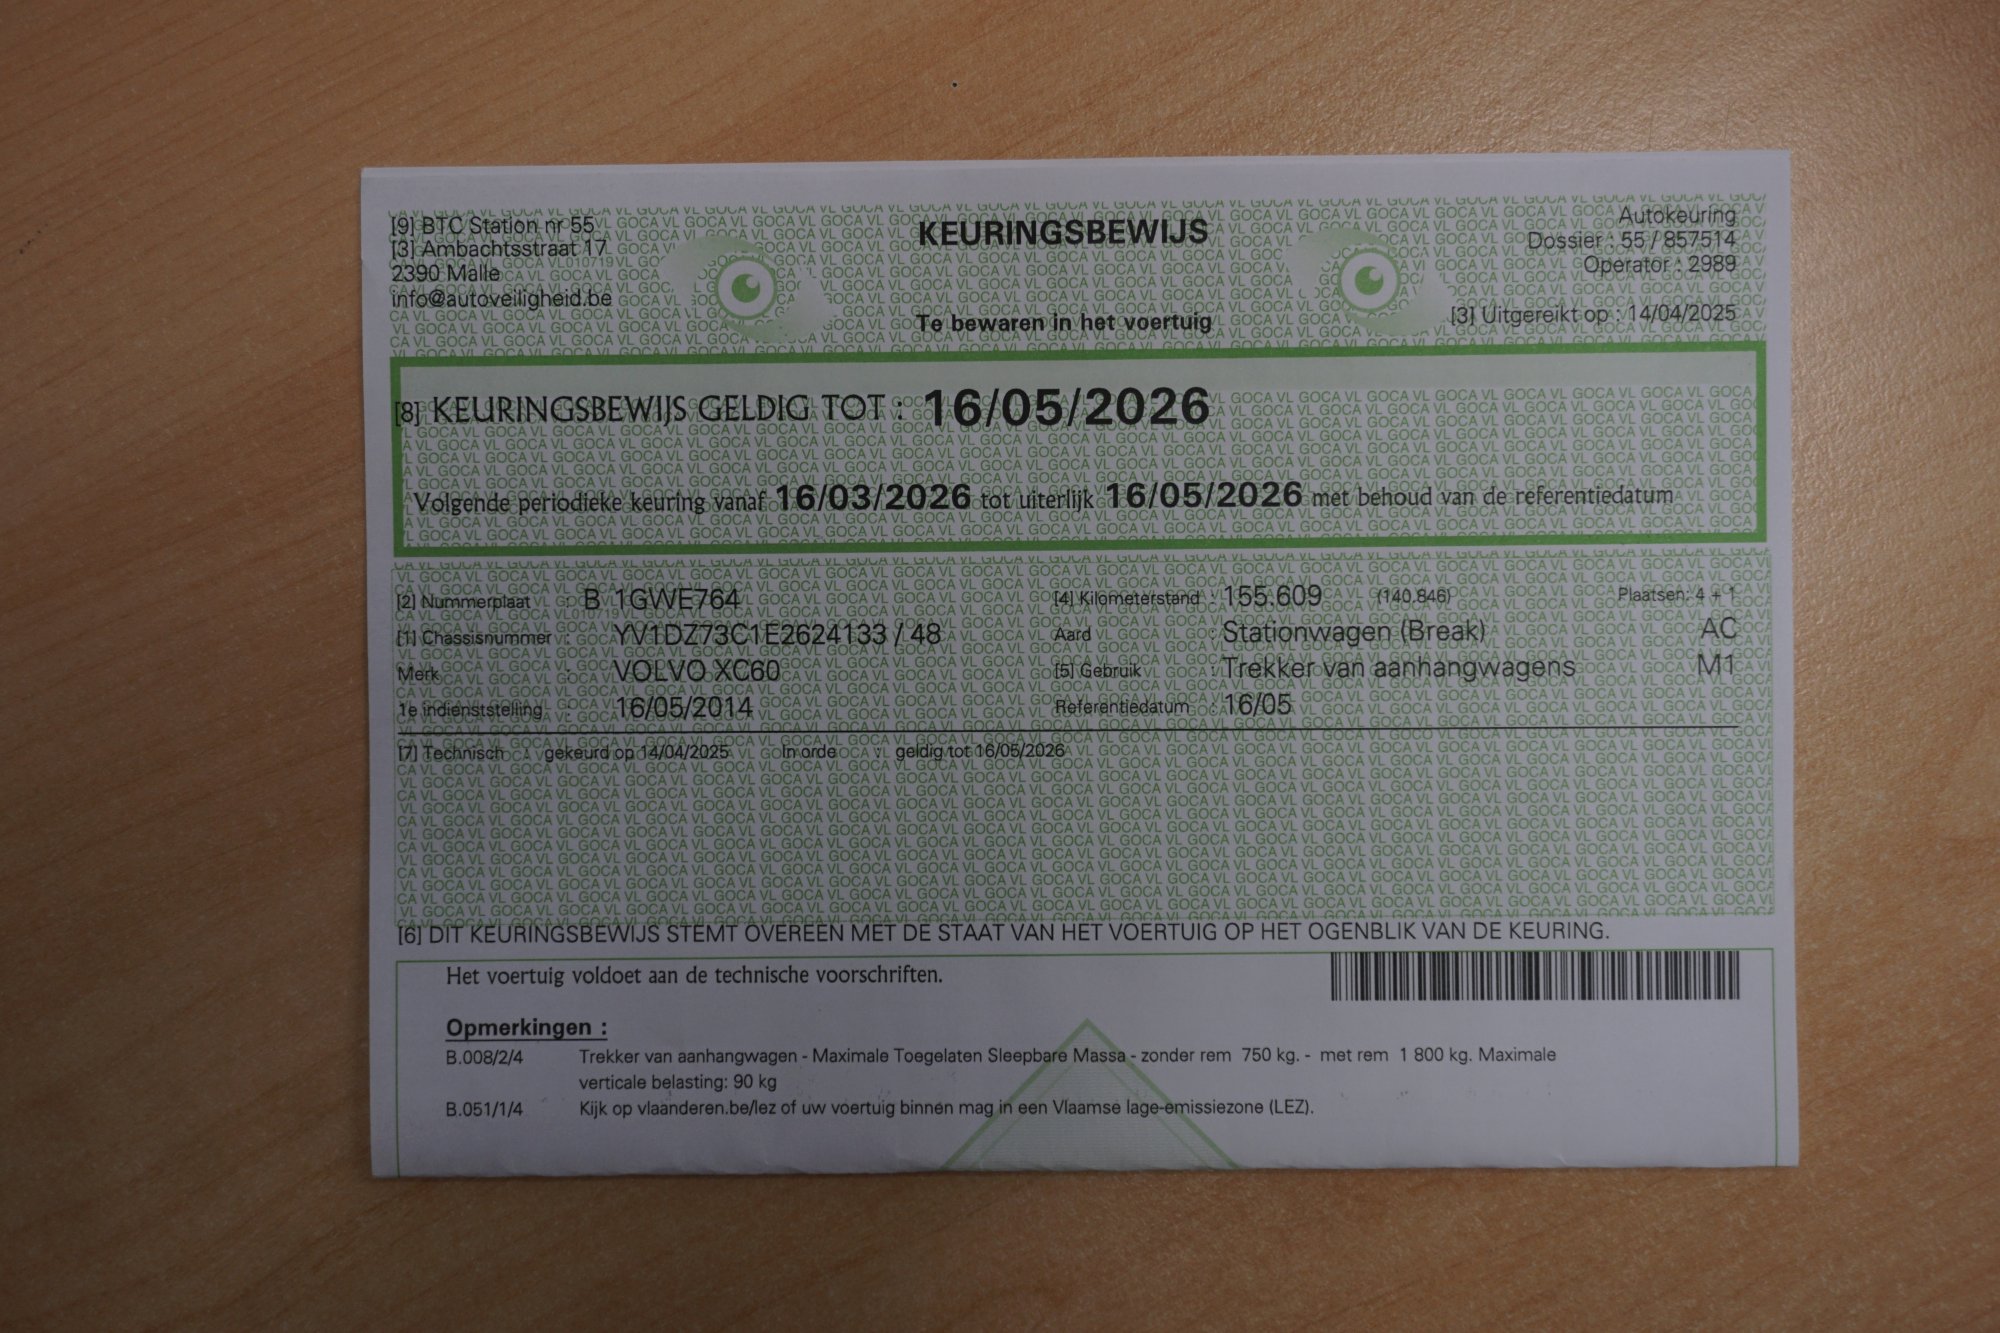 [9] BTC Station nr 55
[3] Ambachtsstraat 17
2390 Malle
info@autoveiligheid.be
KEURINGSBEWIJS
Te bewaren in het voertuig
Autokeuring
Dossier : 55 / 857514
Operator : 2989
[3] Uitgereikt op : 14/04/2025
[8] KEURINGSBEWIJS GELDIG TOT : 16/05/2026
Volgende periodieke keuring vanaf 16/03/2026 tot uiterlijk 16/05/2026 met behoud van de referentiedatum
[2] Nummerplaat : B 1GWE764 [4] Kilometerstand : 155.609 (140.846) Plaatsen: 4 + 1
[1] Chassisnummer : YV1DZ73C1E2624133 / 48 Aard : Stationwagen (Break) AC
Merk : VOLVO XC60 [5] Gebruik : Trekker van aanhangwagens M1
1e indienststelling : 16/05/2014 Referentiedatum : 16/05
[7] Technisch gekeurd op 14/04/2025 In orde : geldig tot 16/05/2026
[6] DIT KEURINGSBEWIJS STEMT OVEREEN MET DE STAAT VAN HET VOERTUIG OP HET OGENBLIK VAN DE KEURING.
Het voertuig voldoet aan de technische voorschriften.
Opmerkingen :
B.008/2/4 Trekker van aanhangwagen - Maximale Toegelaten Sleepbare Massa - zonder rem 750 kg. - met rem 1 800 kg. Maximale
verticale belasting: 90 kg
B.051/1/4 Kijk op vlaanderen.be/lez of uw voertuig binnen mag in een Vlaamse lage-emissiezone (LEZ).